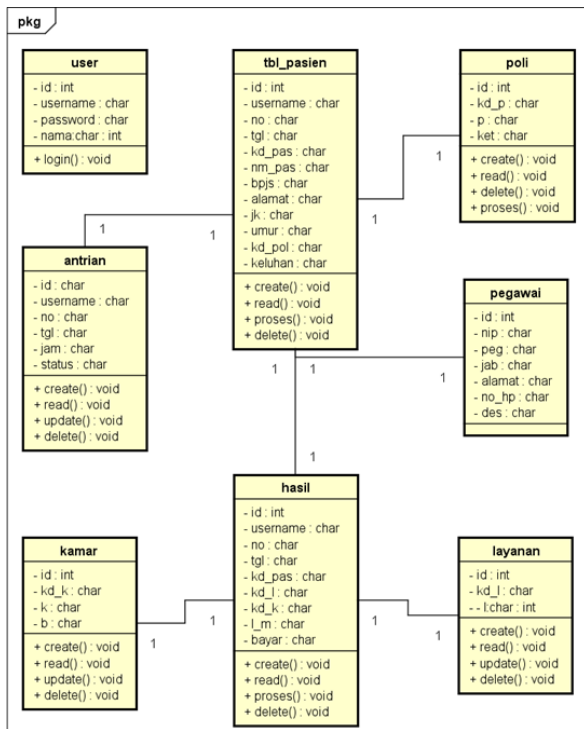 pkg
user
- id : int
- username : char
- password : char
- nama:char : int
+ login() : void
tbl_pasien
- id : int
- username : char
- no : char
- tgl : char
- kd_pas : char
- nm_pas : char
- bpjs : char
- alamat : char
- jk : char
- umur : char
- kd_pol : char
- keluhan : char
+ create() : void
+ read() : void
+ proses() : void
+ delete() : void
poli
- id : int
- kd_p : char
- p : char
- ket : char
+ create() : void
+ read() : void
+ delete() : void
+ proses() : void
1
1
1
1
antrian
- id : char
- username : char
- no : char
- tgl : char
- jam : char
- status : char
+ create() : void
+ read() : void
+ update() : void
+ delete() : void
pegawai
- id : int
- nip : char
- peg : char
- jab : char
- alamat : char
- no_hp : char
- des : char
1
1
1
1
hasil
- id : int
- username : char
- no : char
- tgl : char
- kd_pas : char
- kd_l : char
- kd_k : char
- l_m : char
- bayar : char
+ create() : void
+ read() : void
+ proses() : void
+ delete() : void
kamar
- id : int
- kd_k : char
- k : char
- b : char
+ create() : void
+ read() : void
+ update() : void
+ delete() : void
layanan
- id : int
- kd_l : char
- - l:char : int
+ create() : void
+ read() : void
+ update() : void
+ delete() : void
1
1
1
1